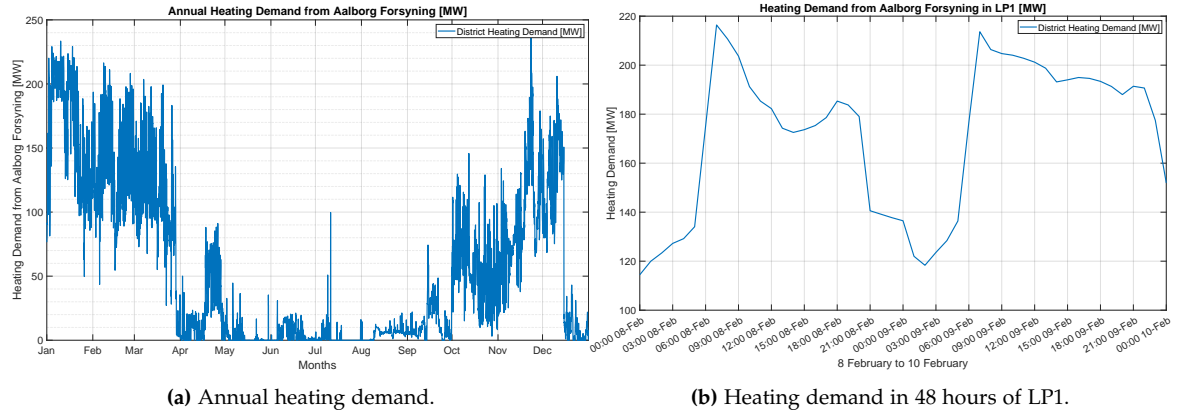 Annual Heating Demand from Aalborg Forsyning [MW]
District Heating Demand [MW]
Heating Demand from Aalborg Forsyning [MW]
250
200
150
100
50
0
Jan Feb Mar Apr May Jun Jul Aug Sep Oct Nov Dec
Months
(a) Annual heating demand.
Heating Demand from Aalborg Forsyning in LP1 [MW]
District Heating Demand [MW]
Heating Demand [MW]
220
200
180
160
140
120
100
00:00 08-Feb
03:00 08-Feb
06:00 08-Feb
09:00 08-Feb
12:00 08-Feb
15:00 08-Feb
18:00 08-Feb
21:00 08-Feb
00:00 09-Feb
03:00 09-Feb
06:00 09-Feb
09:00 09-Feb
12:00 09-Feb
15:00 09-Feb
18:00 09-Feb
21:00 09-Feb
00:00 10-Feb
8 February to 10 February
(b) Heating demand in 48 hours of LP1.